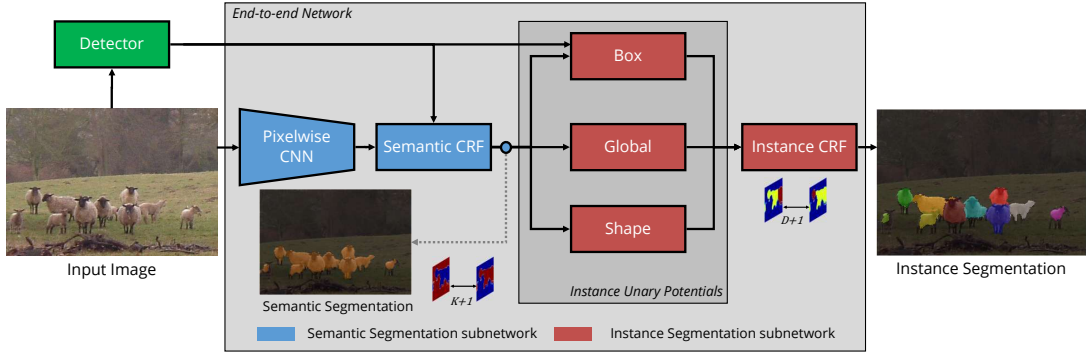 End-to-end Network
Detector
Box
Pixelwise
CNN
Semantic CRF
Global
Instance CRF
D+1
Shape
Input Image
Instance Segmentation
K+1
Semantic Segmentation
Instance Unary Potentials
Semantic Segmentation subnetwork
Instance Segmentation subnetwork